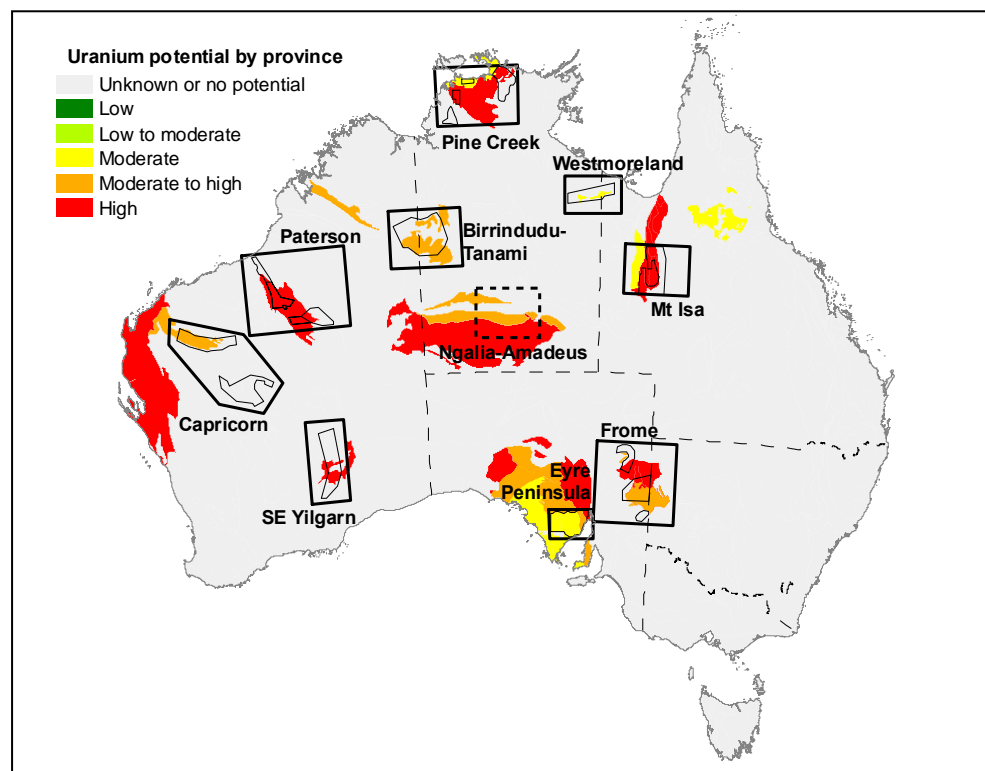 Uranium potential by province
Unknown or no potential
Low
Low to moderate
Moderate
Moderate to high
High
Pine Creek
Westmoreland
Birrindudu-
Tanami
Paterson
Mt Isa
Ngalia-Amadeus
Capricorn
Frome
Eyre
Peninsula
SE Yilgarn